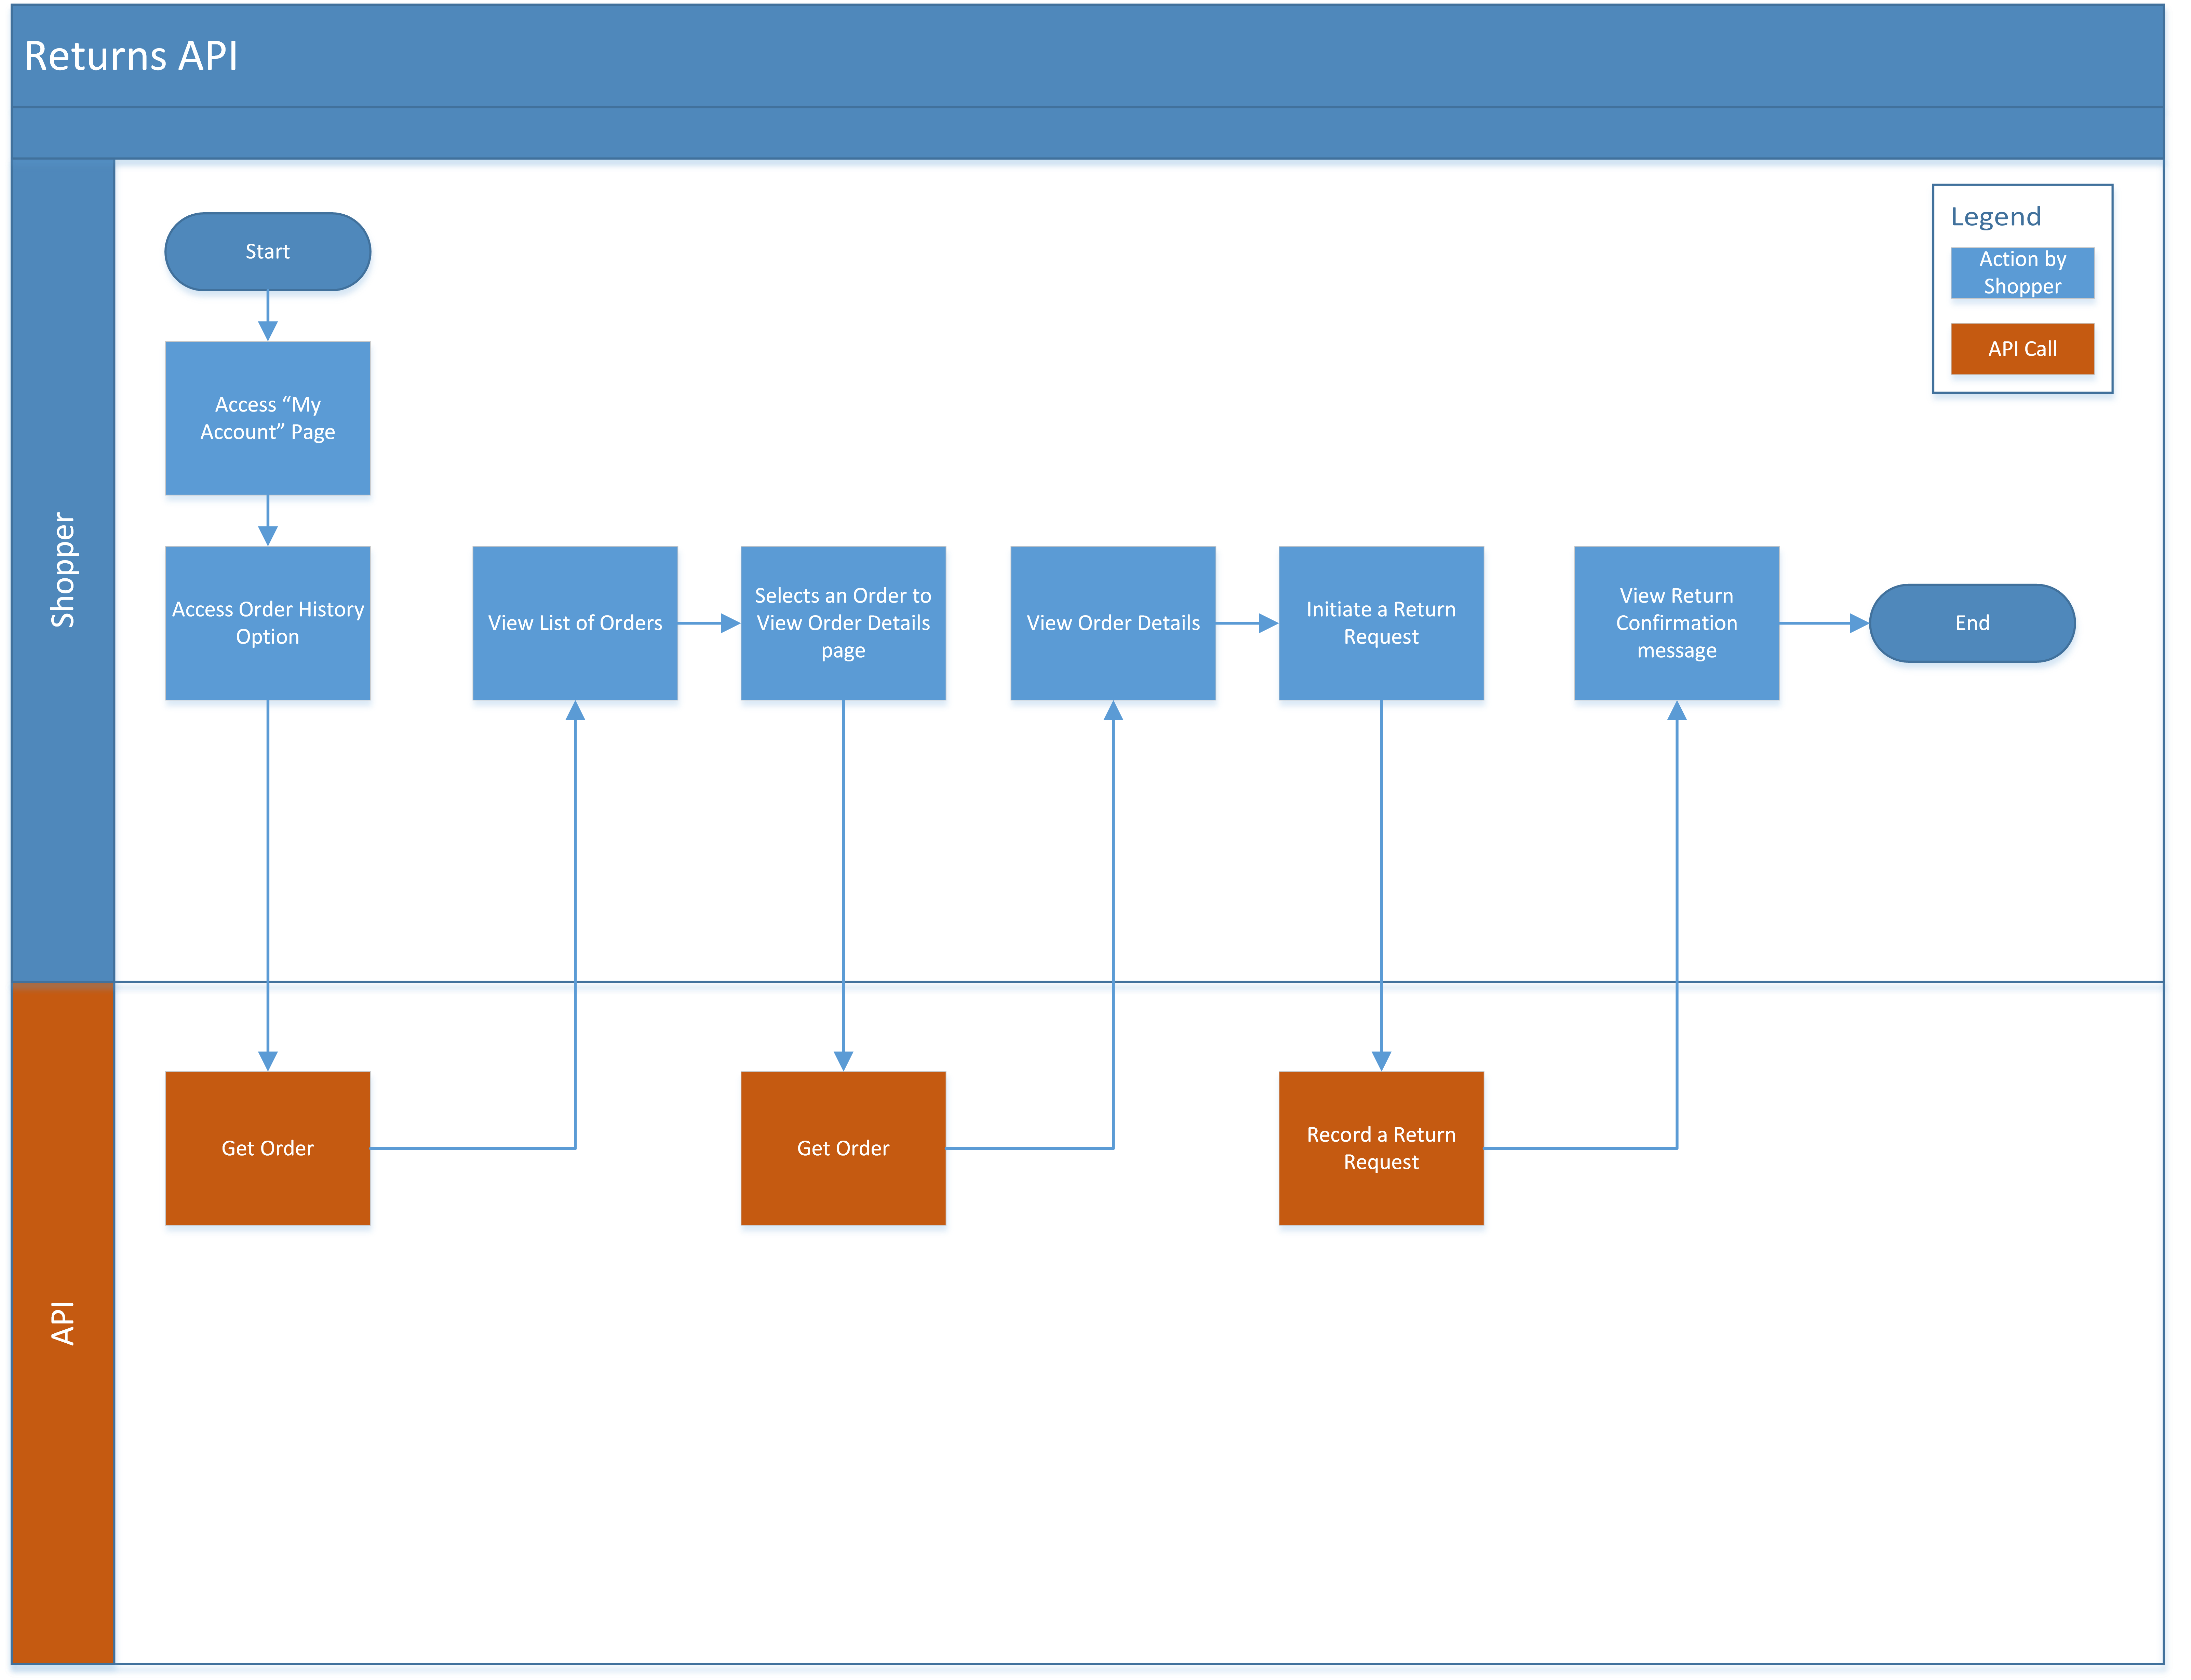 Returns API
Shopper
Start
Legend
Action by
Shopper
API Call
Access “My
Account” Page
Access Order History
Option
View List of Orders
Selects an Order to
View Order Details
page
View Order Details
Initiate a Return
Request
View Return
Confirmation
message
End
API
Get Order
Get Order
Record a Return
Request